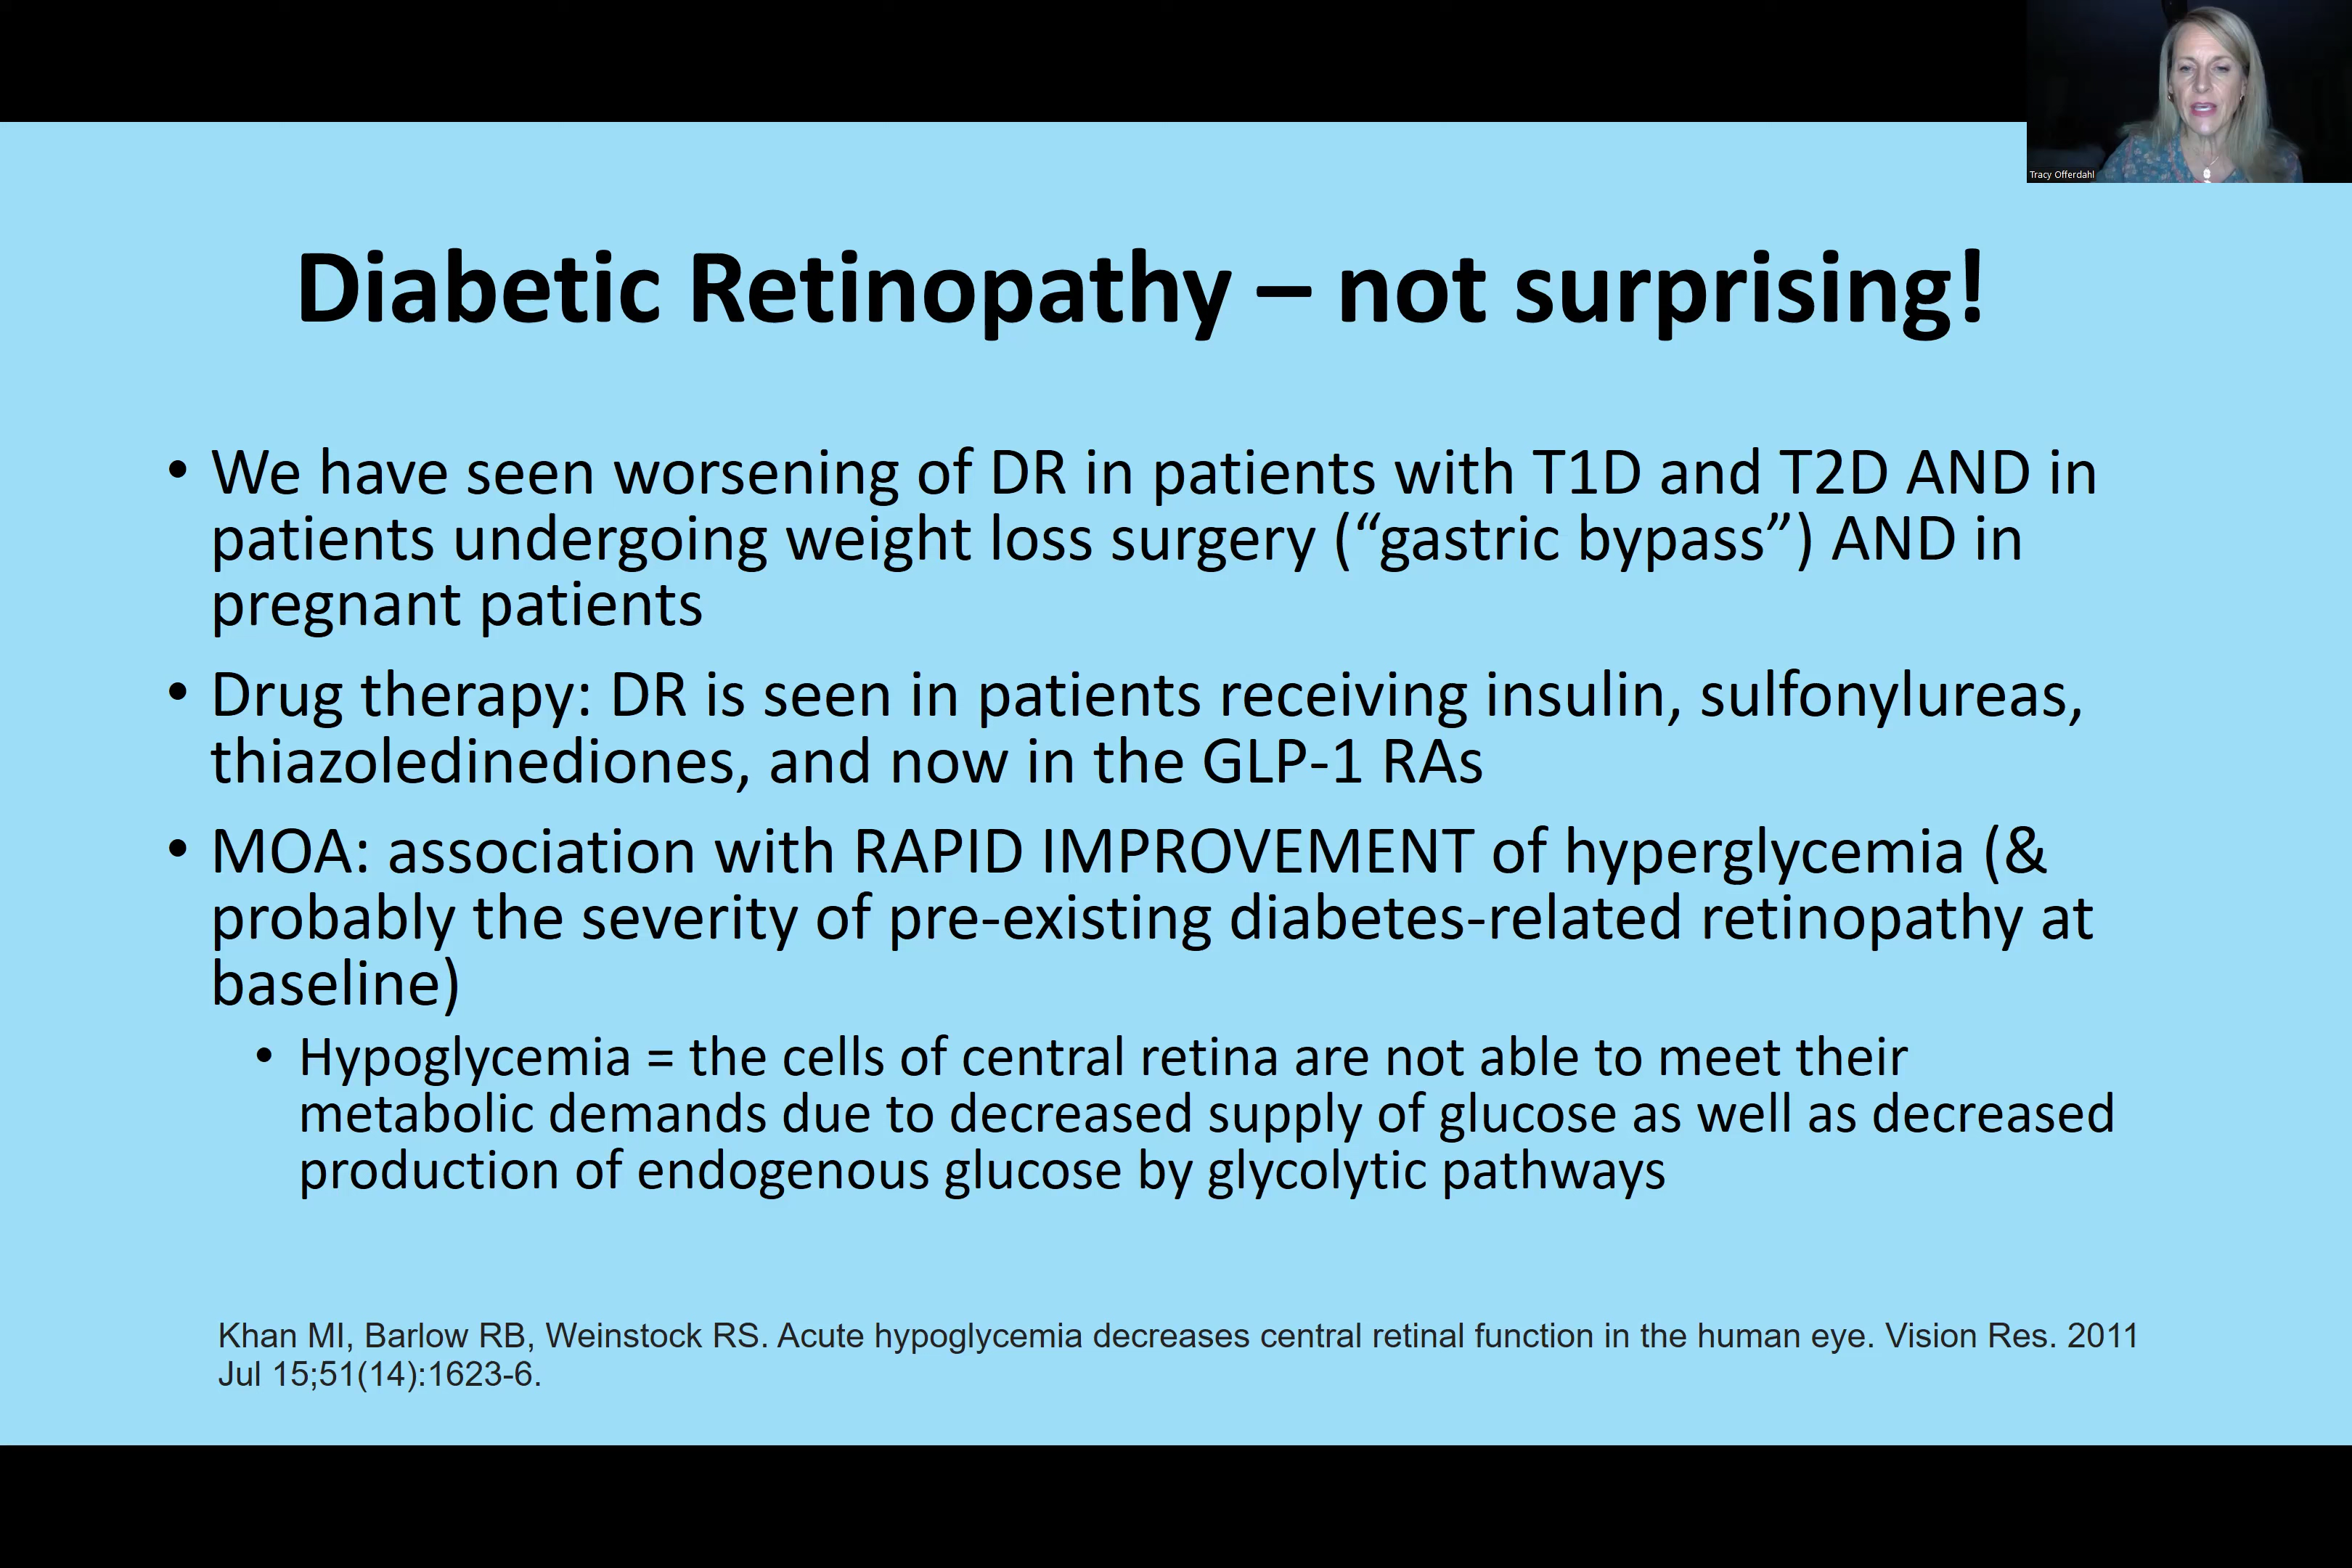 Tracy Offerdahl
Diabetic Retinopathy – not surprising!
• We have seen worsening of DR in patients with T1D and T2D AND in
patients undergoing weight loss surgery (“gastric bypass”) AND in
pregnant patients
• Drug therapy: DR is seen in patients receiving insulin, sulfonylureas,
thiazoledinediones, and now in the GLP-1 RAs
• MOA: association with RAPID IMPROVEMENT of hyperglycemia (&
probably the severity of pre-existing diabetes-related retinopathy at
baseline)
• Hypoglycemia = the cells of central retina are not able to meet their
metabolic demands due to decreased supply of glucose as well as decreased
production of endogenous glucose by glycolytic pathways
Khan MI, Barlow RB, Weinstock RS. Acute hypoglycemia decreases central retinal function in the human eye. Vision Res. 2011
Jul 15;51(14):1623-6.